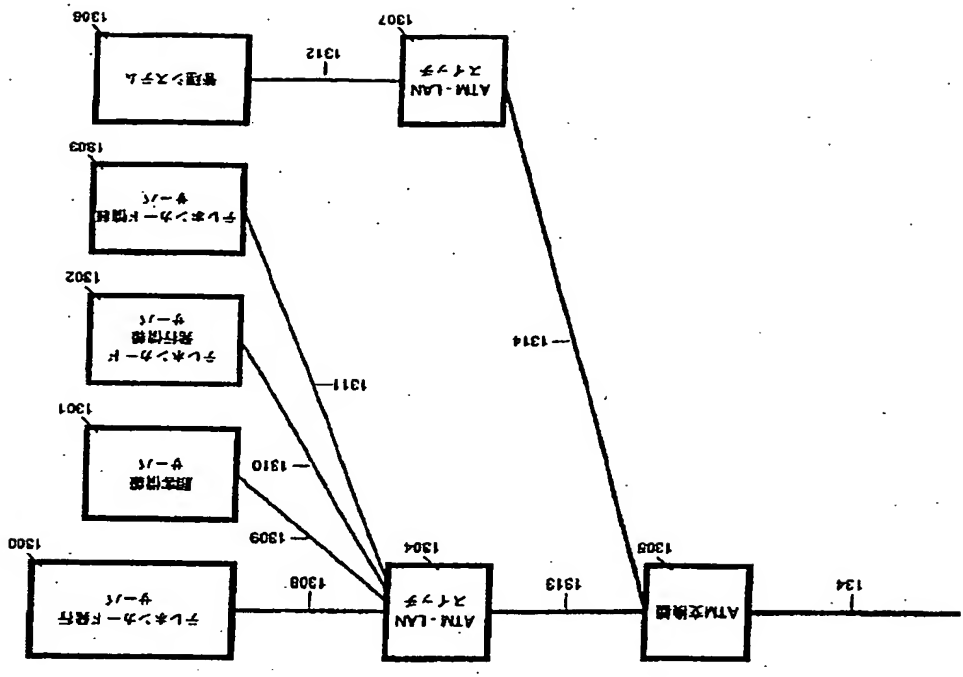 134
ATM交換器
1305
1313
ATM-LAN
スイッチ
1304
1308
テレホンカード発行
サーバ
1300
1309
顧客情報
サーバ
1301
1310
テレホンカード
発行情報
サーバ
1302
1311
テレホンカード情報
サーバ
1303
1314
ATM-LAN
スイッチ
1307
1312
管理システム
1306